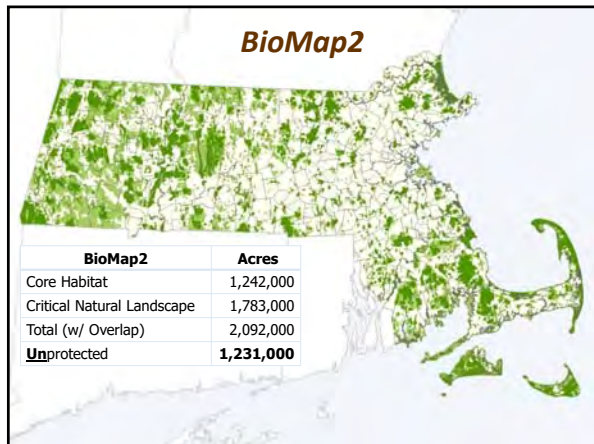 BioMap2
BioMap2 Acres
Core Habitat 1,242,000
Critical Natural Landscape 1,783,000
Total (w/ Overlap) 2,092,000
Unprotected 1,231,000